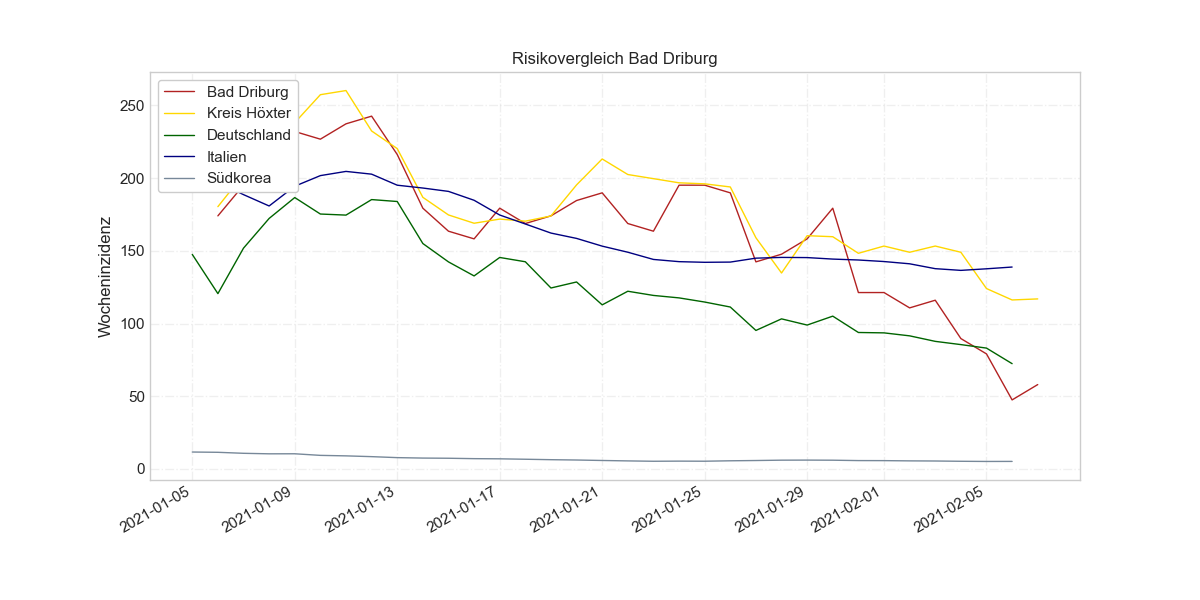 Risikovergleich Bad Driburg
Bad Driburg
Kreis Höxter
Deutschland
Italien
Südkorea
Wocheninzidenz
250
200
150
100
50
0
2021-01-05
2021-01-09
2021-01-13
2021-01-17
2021-01-21
2021-01-25
2021-01-29
2021-02-01
2021-02-05